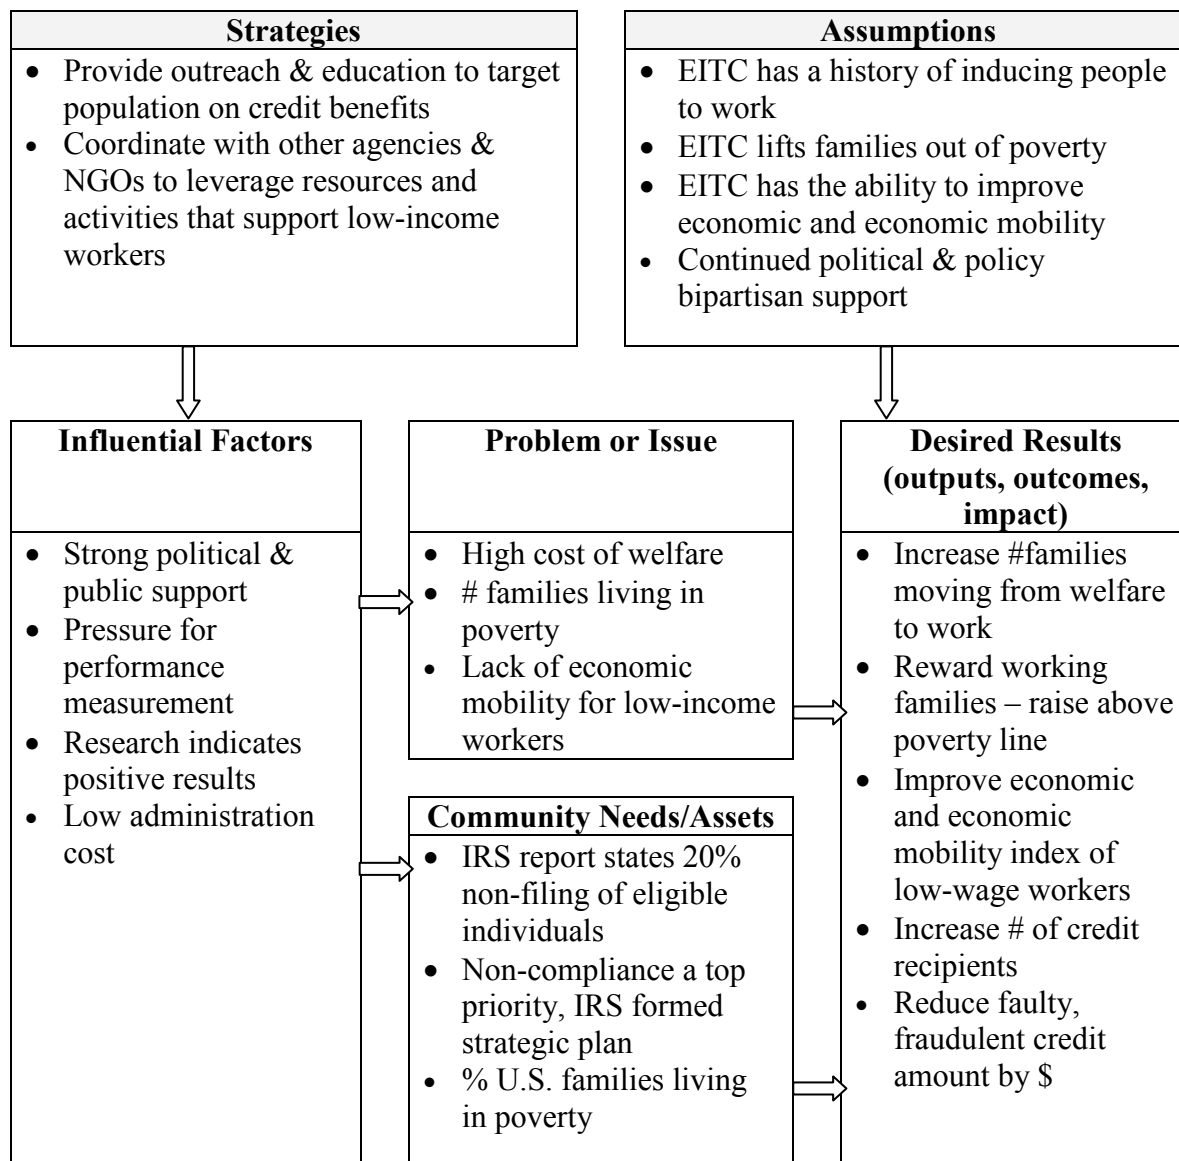 Strategies
• Provide outreach & education to target
population on credit benefits
• Coordinate with other agencies &
NGOs to leverage resources and
activities that support low-income
workers
Assumptions
• EITC has a history of inducing people
to work
• EITC lifts families out of poverty
• EITC has the ability to improve
economic and economic mobility
• Continued political & policy
bipartisan support
Influential Factors
• Strong political &
public support
• Pressure for
performance
measurement
• Research indicates
positive results
• Low administration
cost
Problem or Issue
• High cost of welfare
• # families living in
poverty
• Lack of economic
mobility for low-income
workers
Community Needs/Assets
• IRS report states 20%
non-filing of eligible
individuals
• Non-compliance a top
priority, IRS formed
strategic plan
• % U.S. families living
in poverty
Desired Results
(outputs, outcomes,
impact)
• Increase #families
moving from welfare
to work
• Reward working
families – raise above
poverty line
• Improve economic
and economic
mobility index of
low-wage workers
• Increase # of credit
recipients
• Reduce faulty,
fraudulent credit
amount by $